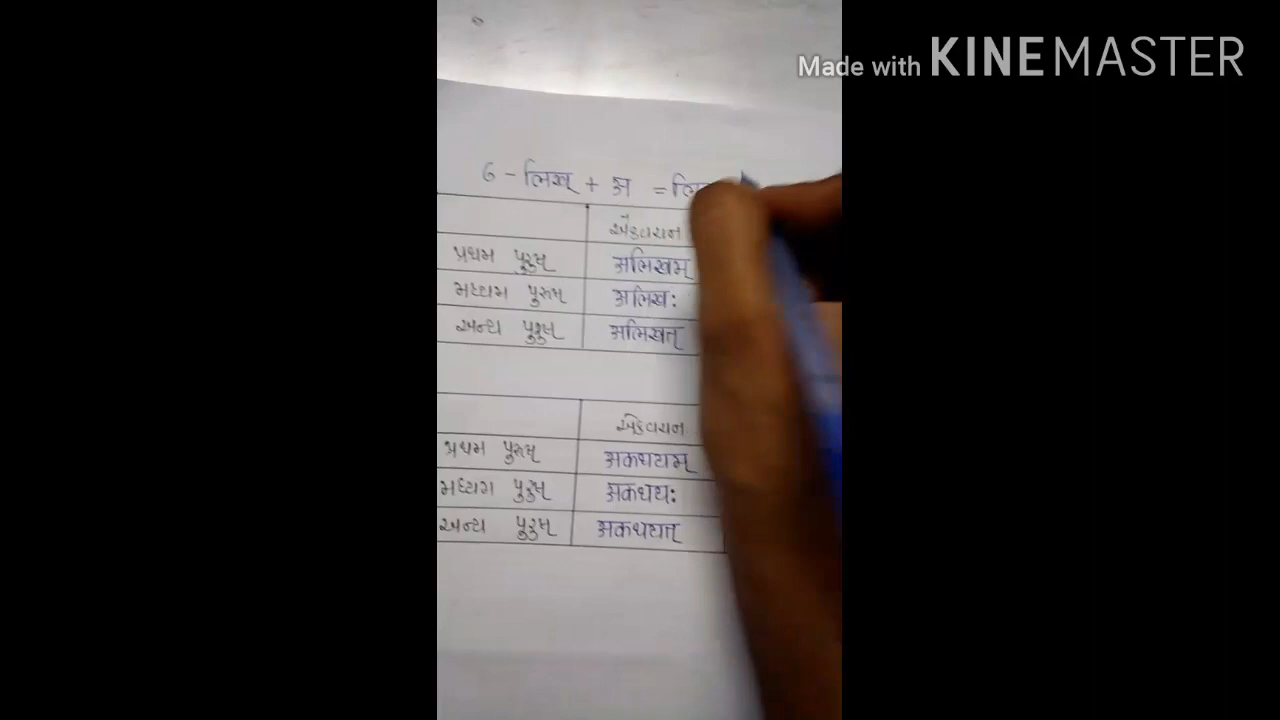 Made with KINEMASTER
6 - लिख् + अ =
એકવચન
પ્રથમ પુરુષ अलिखम्
મધ્યમ પુરુષ अलिख:
અન્ય પુરુષ अलिखत्
એકવચન
પ્રથમ પુરુષ अकथयम्
મધ્યમ પુરુષ अकथय:
અન્ય પુરુષ अकथयत्